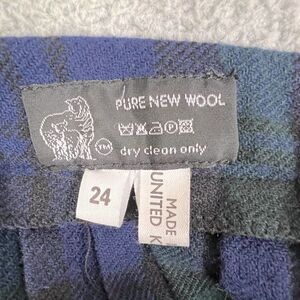 PURE NEW WOOL
TM
dry clean only
24
MADE
UNITED K